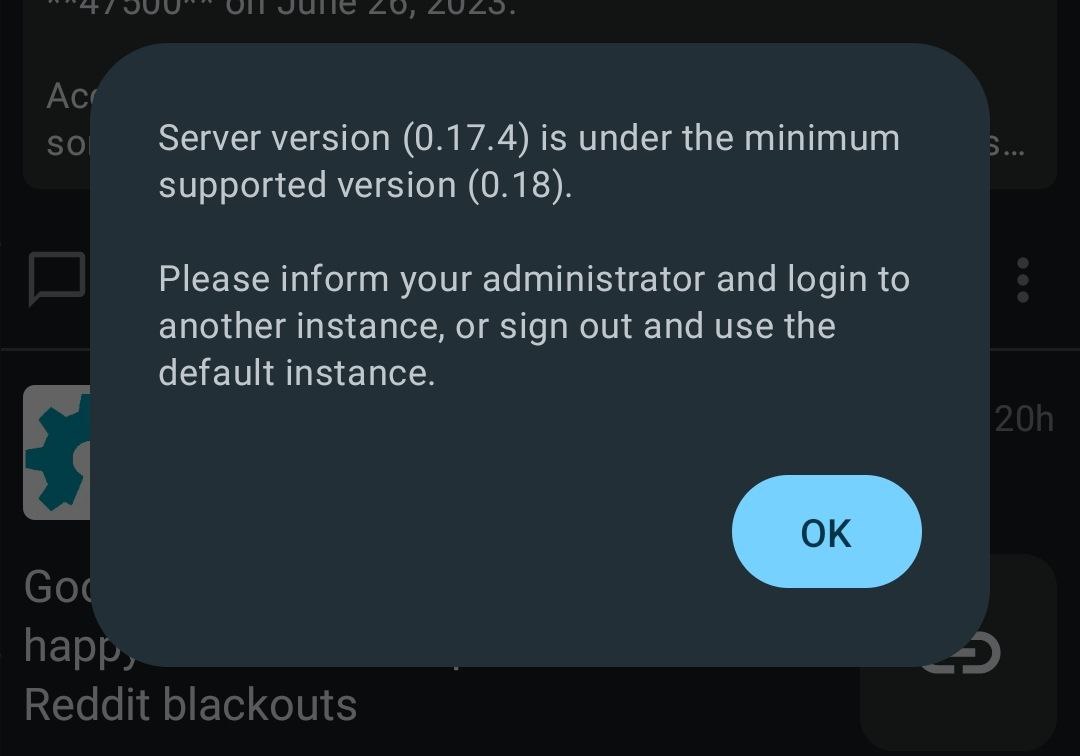 **47500** on June 26, 2023.
Server version (0.17.4) is under the minimum
supported version (0.18).
Please inform your administrator and login to
another instance, or sign out and use the
default instance.
20h
OK
Reddit blackouts